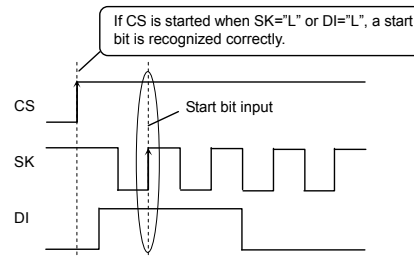 If CS is started when SK=”L” or DI=”L”, a start
bit is recognized correctly.
CS
Start bit input
SK
DI